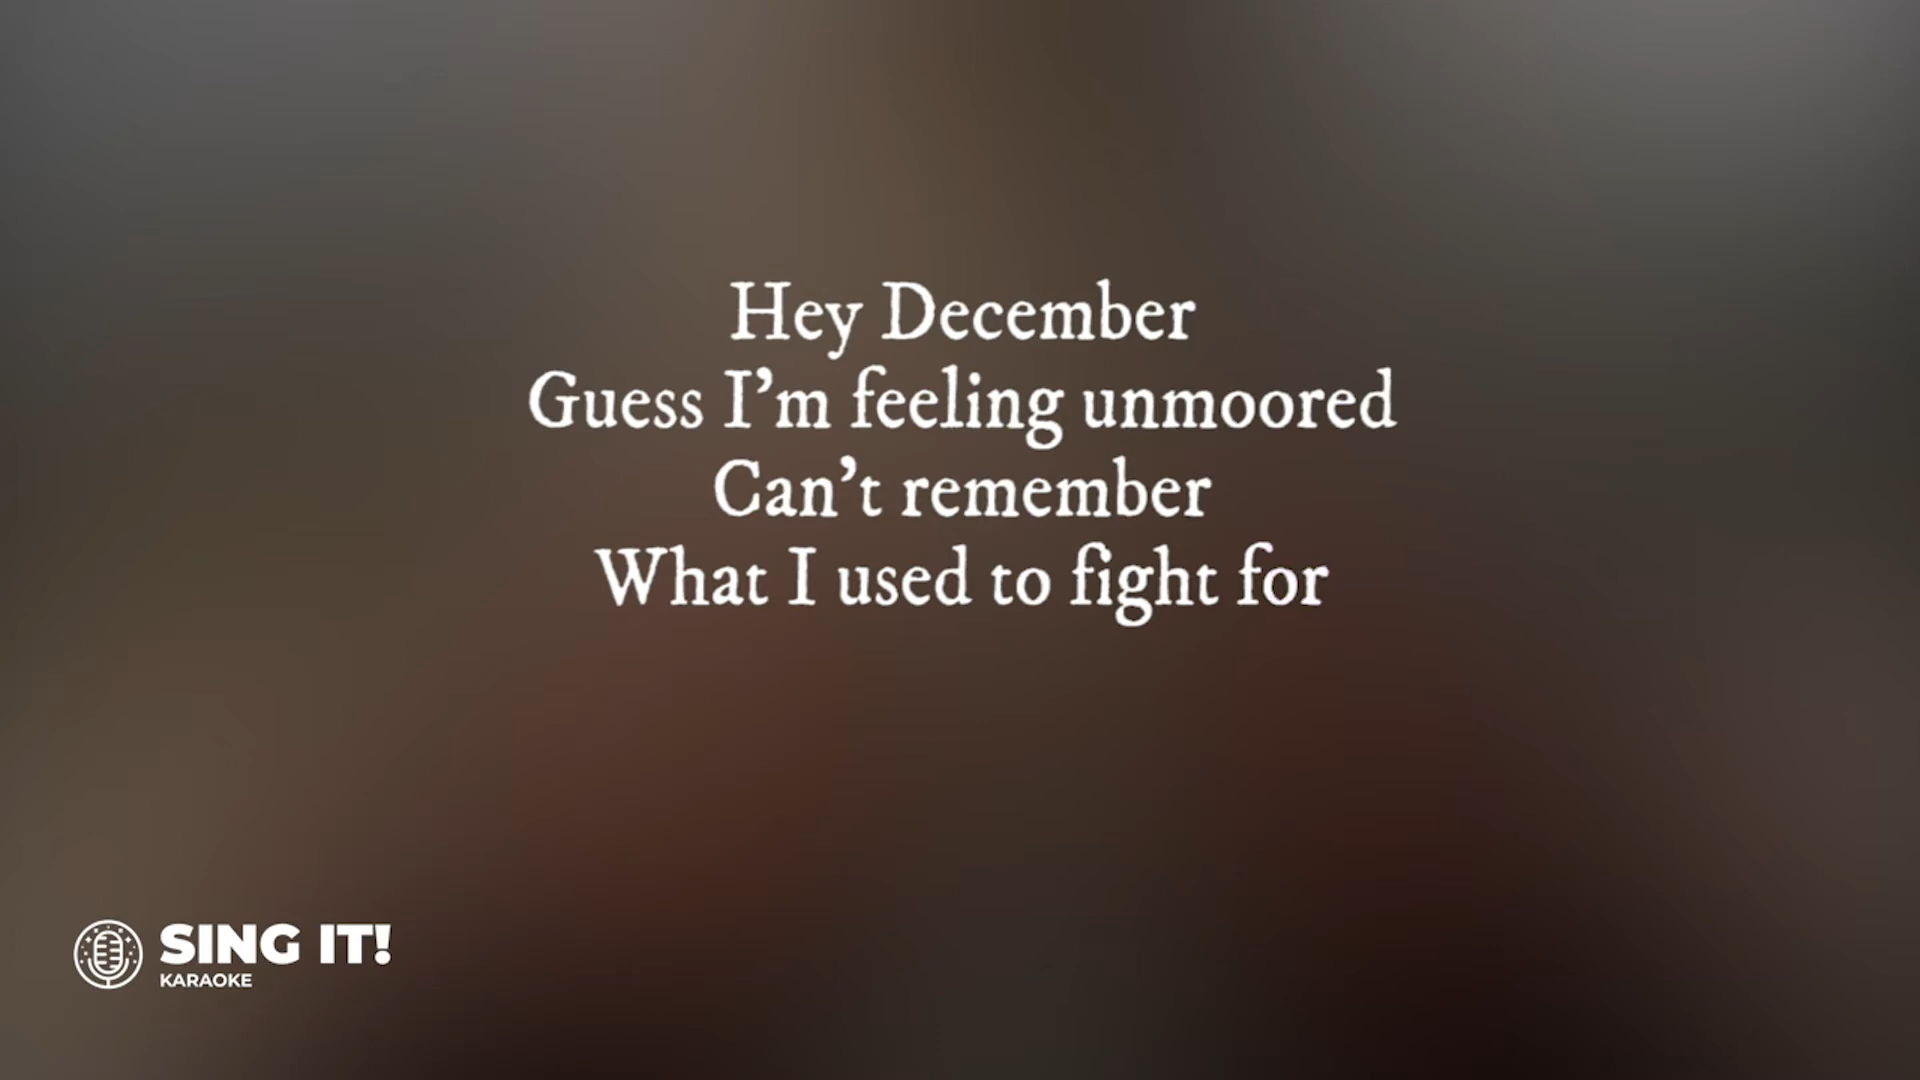 Hey December
Guess I’m feeling unmoored
Can’t remember
What I used to fight for
SING IT!
KARAOKE